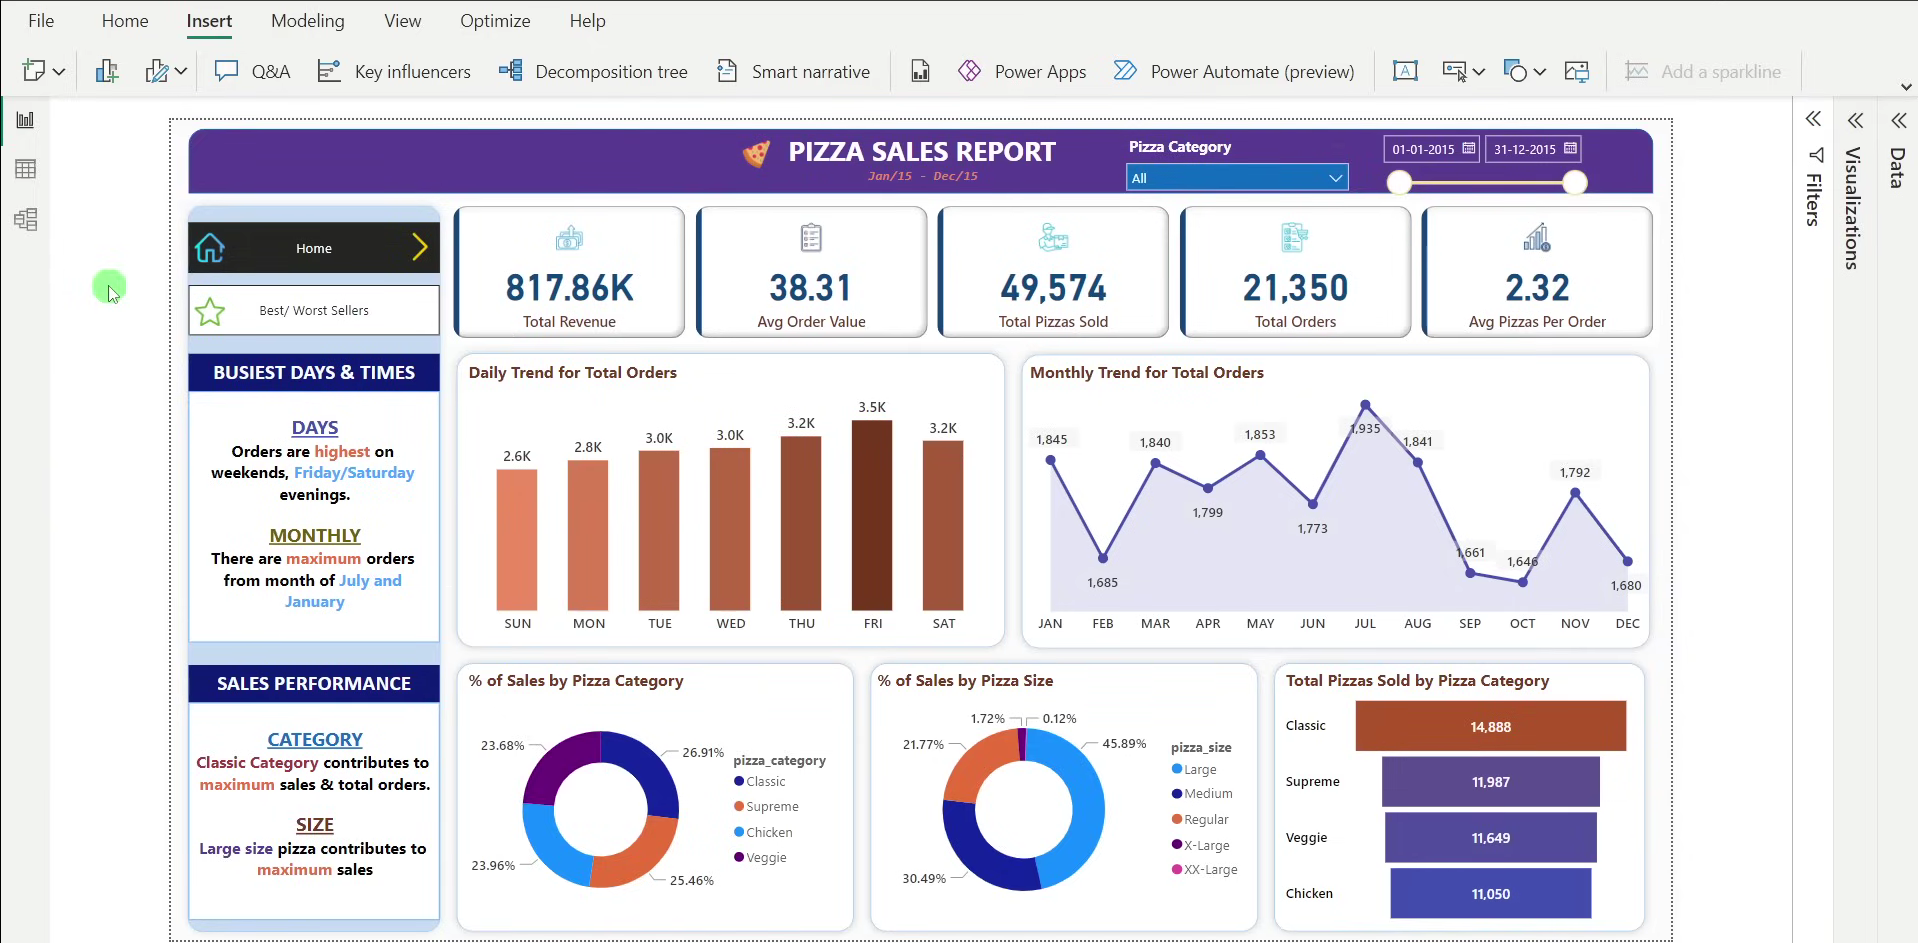 File Home Insert Modeling View Optimize Help
Q&A Key influencers Decomposition tree Smart narrative Power Apps Power Automate (preview) Add a sparkline
PIZZA SALES REPORT
Jan/15 - Dec/15
Pizza Category
All
01-01-2015 31-12-2015
Filters
Visualizations
Data
Home
Best/ Worst Sellers
817.86K
Total Revenue
38.31
Avg Order Value
49,574
Total Pizzas Sold
21,350
Total Orders
2.32
Avg Pizzas Per Order
BUSIEST DAYS & TIMES
DAYS
Orders are highest on
weekends, Friday/Saturday
evenings.
MONTHLY
There are maximum orders
from month of July and
January
SALES PERFORMANCE
CATEGORY
Classic Category contributes to
maximum sales & total orders.
SIZE
Large size pizza contributes to
maximum sales
Daily Trend for Total Orders
2.6K 2.8K 3.0K 3.0K 3.2K 3.5K 3.2K
SUN MON TUE WED THU FRI SAT
Monthly Trend for Total Orders
1,845 1,685 1,840 1,799 1,853 1,773 1,935 1,841 1,661 1,646 1,792 1,680
JAN FEB MAR APR MAY JUN JUL AUG SEP OCT NOV DEC
% of Sales by Pizza Category
23.68% 26.91%
23.96% 25.46%
pizza_category
Classic
Supreme
Chicken
Veggie
% of Sales by Pizza Size
1.72% 0.12%
21.77% 45.89%
30.49%
pizza_size
Large
Medium
Regular
X-Large
XX-Large
Total Pizzas Sold by Pizza Category
Classic 14,888
Supreme 11,987
Veggie 11,649
Chicken 11,050